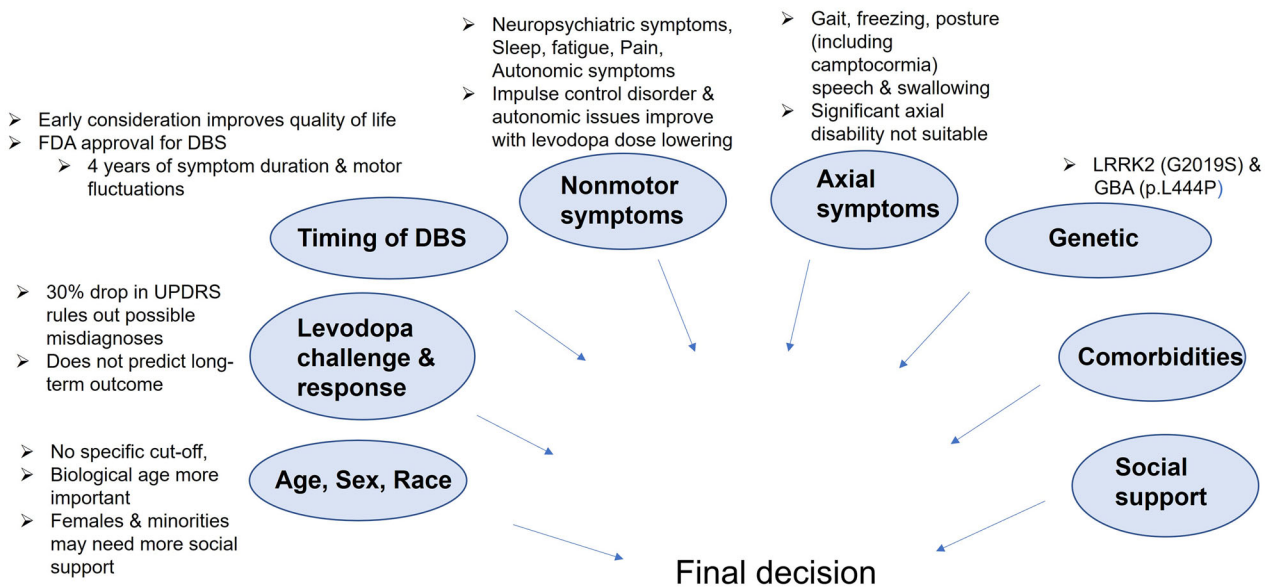 ➢ Early consideration improves quality of life
➢ FDA approval for DBS
➢ 4 years of symptom duration & motor
fluctuations
Timing of DBS
➢ Neuropsychiatric symptoms,
Sleep, fatigue, Pain,
Autonomic symptoms
➢ Impulse control disorder &
autonomic issues improve
with levodopa dose lowering
Nonmotor
symptoms
➢ Gait, freezing, posture
(including
camptocormia)
speech & swallowing
➢ Significant axial
disability not suitable
Axial
symptoms
➢ LRRK2 (G2019S) &
GBA (p.L444P)
Genetic
➢ 30% drop in UPDRS
rules out possible
misdiagnoses
➢ Does not predict long-
term outcome
Levodopa
challenge &
response
Comorbidities
➢ No specific cut-off,
➢ Biological age more
important
➢ Females & minorities
may need more social
support
Age, Sex, Race
Social
support
Final decision